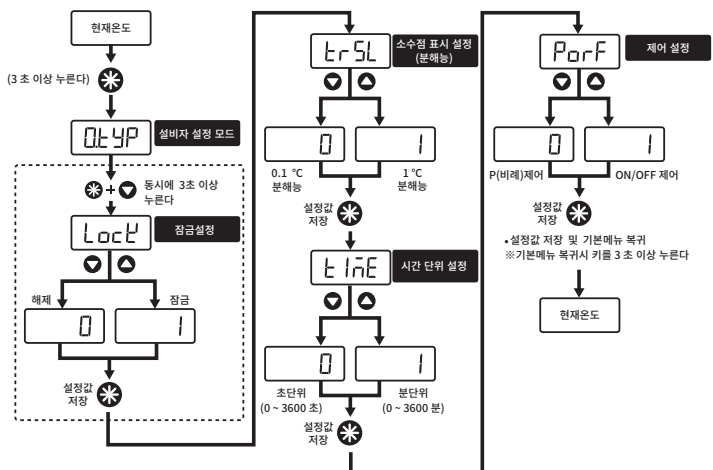 현재온도
(3 초 이상 누른다)
O.tYP
설비자 설정 모드
+
동시에 3초 이상
누른다
LocK
잠금설정
해제
잠금
0
1
설정값
저장
trSL
소수점 표시 설정
(분해능)
0
1
0.1 ℃
분해능
1 ℃
분해능
설정값
저장
tImE
시간 단위 설정
0
1
초단위
(0 ~ 3600 초)
분단위
(0 ~ 3600 분)
설정값
저장
PorF
제어 설정
0
1
P(비례)제어
ON/OFF 제어
설정값
저장
•설정값 저장 및 기본메뉴 복귀
※기본메뉴 복귀시 키를 3 초 이상 누른다
현재온도